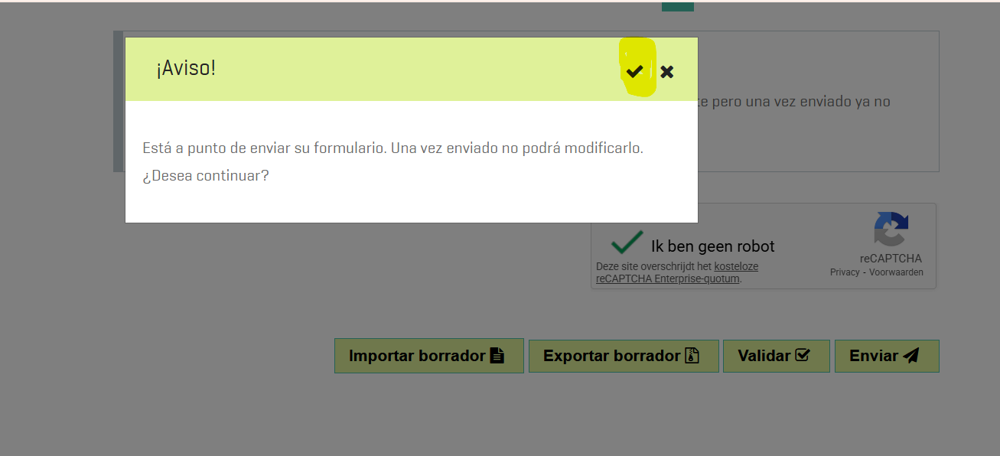 ¡Aviso!
Está a punto de enviar su formulario. Una vez enviado no podrá modificarlo.
¿Desea continuar?
pero una vez enviado ya no
Ik ben geen robot
Deze site overschrijdt het kosteloze
reCAPTCHA Enterprise-quotum.
reCAPTCHA
Privacy - Voorwaarden
Importar borrador
Exportar borrador
Validar
Enviar